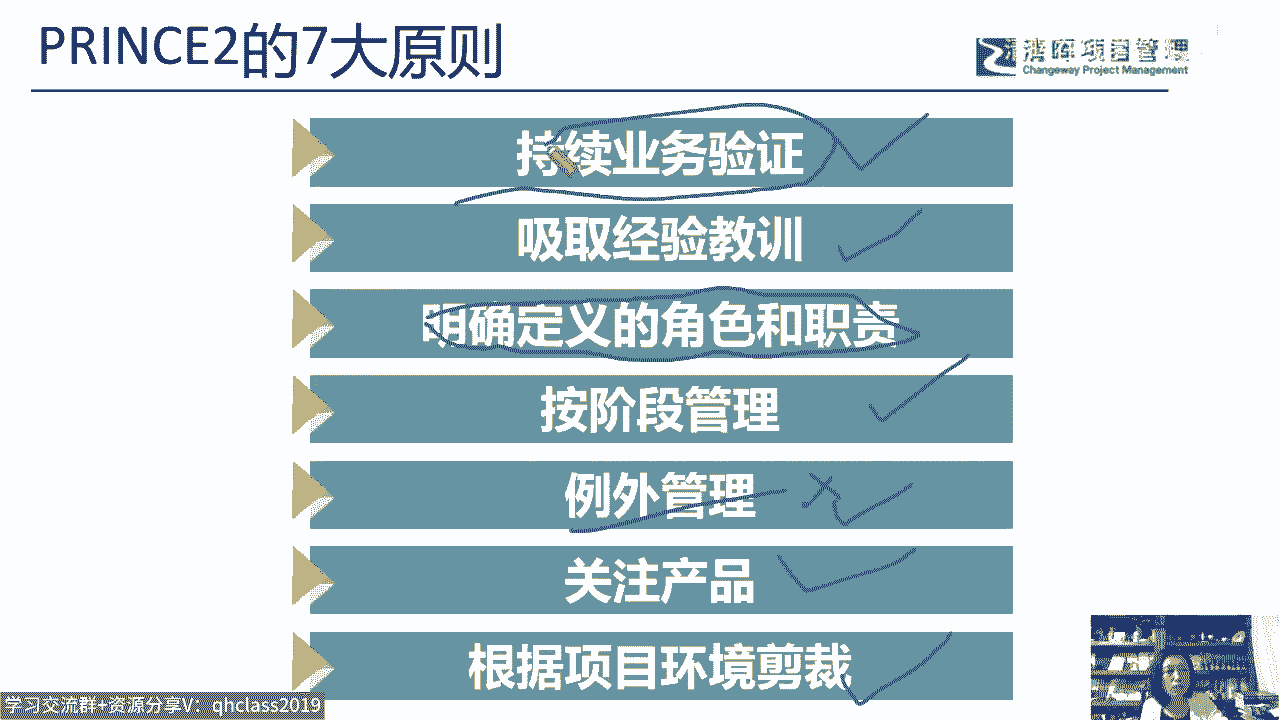 PRINCE2的7大原则
清晖项目管理
Changeway Project Management
持续业务验证
吸取经验教训
明确定义的角色和职责
按阶段管理
例外管理
关注产品
根据项目环境剪裁
学习交流群+资源分享V：qhclass2019